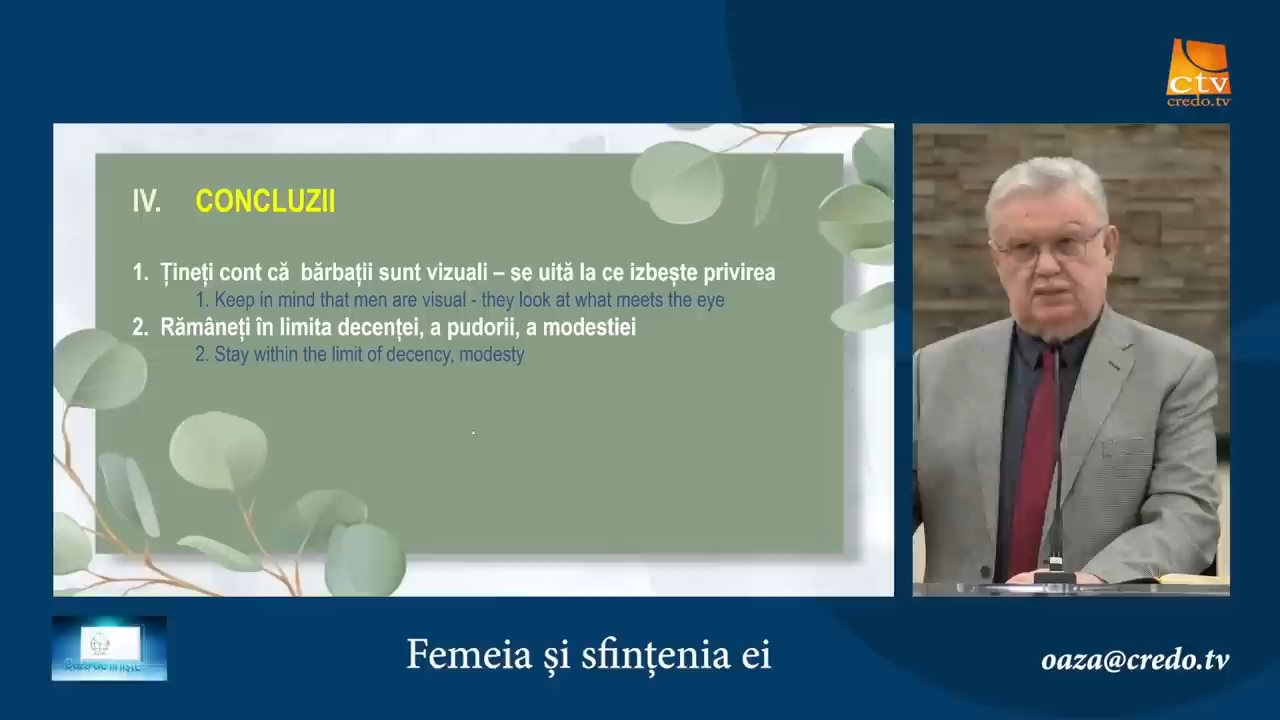 ctv
credo.tv
IV. CONCLUZII
1. Țineți cont că bărbații sunt vizuali – se uită la ce izbește privirea
1. Keep in mind that men are visual - they look at what meets the eye
2. Rămâneți în limita decenței, a pudorii, a modestiei
2. Stay within the limit of decency, modesty
Femeia și sfințenia ei
oaza@credo.tv